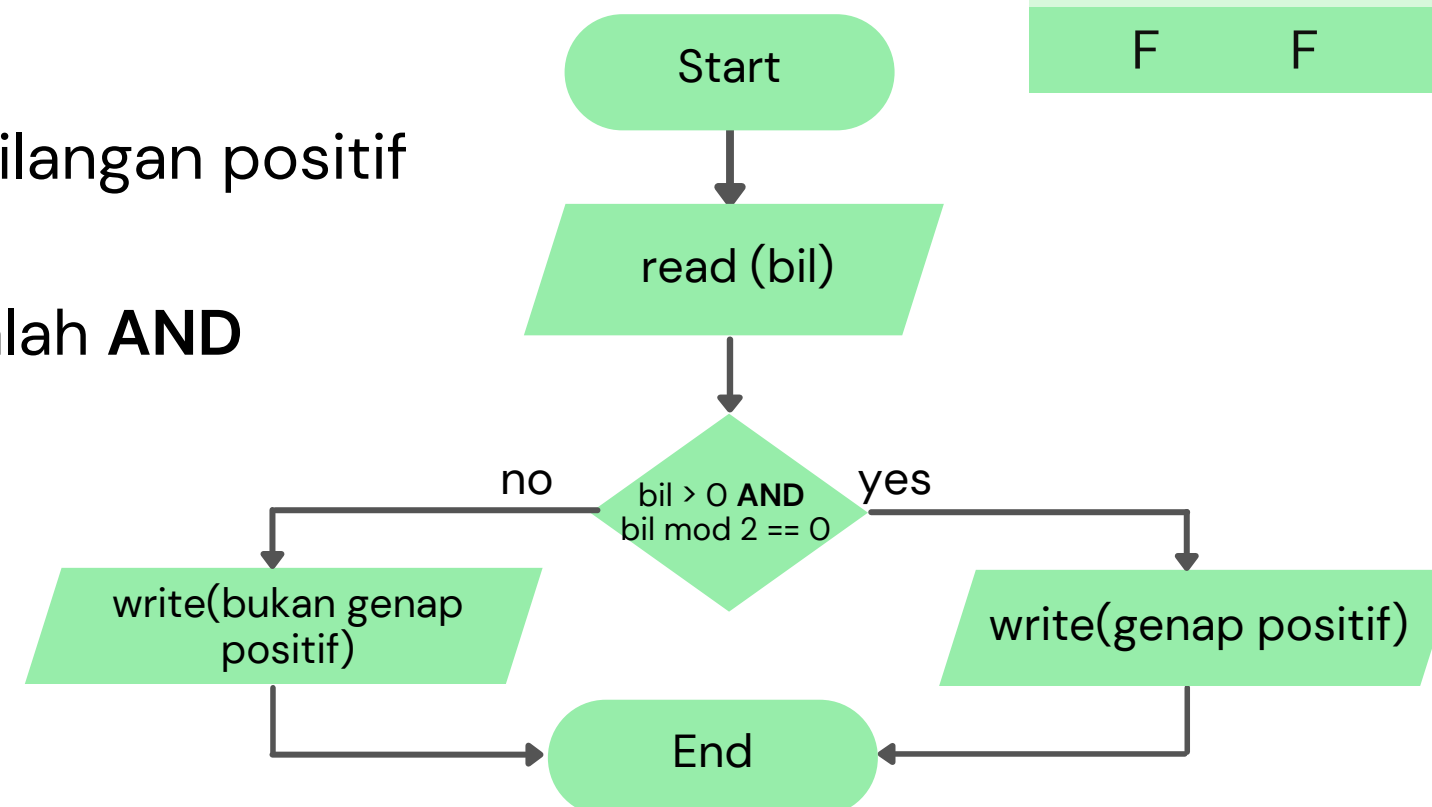 F F
ilangan positif
lah AND
Start
read (bil)
no
bil > 0 AND
bil mod 2 == 0
yes
write(bukan genap
positif)
write(genap positif)
End